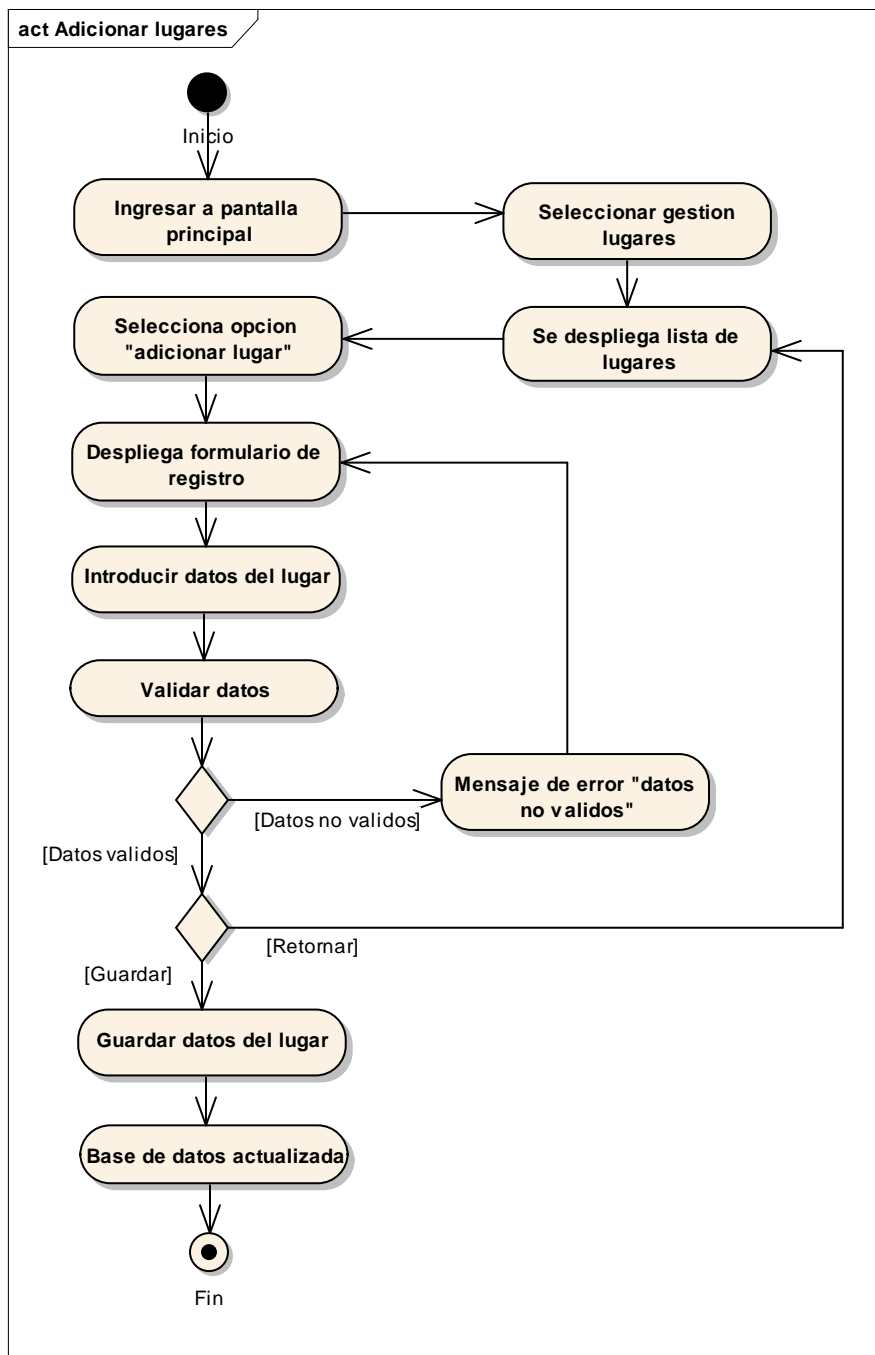 act Adicionar lugares
Inicio
Ingresar a pantalla
principal
Seleccionar gestion
lugares
Selecciona opcion
"adicionar lugar"
Se despliega lista de
lugares
Despliega formulario de
registro
Introducir datos del lugar
Validar datos
Mensaje de error "datos
no validos"
[Datos no validos]
[Datos validos]
[Retornar]
[Guardar]
Guardar datos del lugar
Base de datos actualizada
Fin